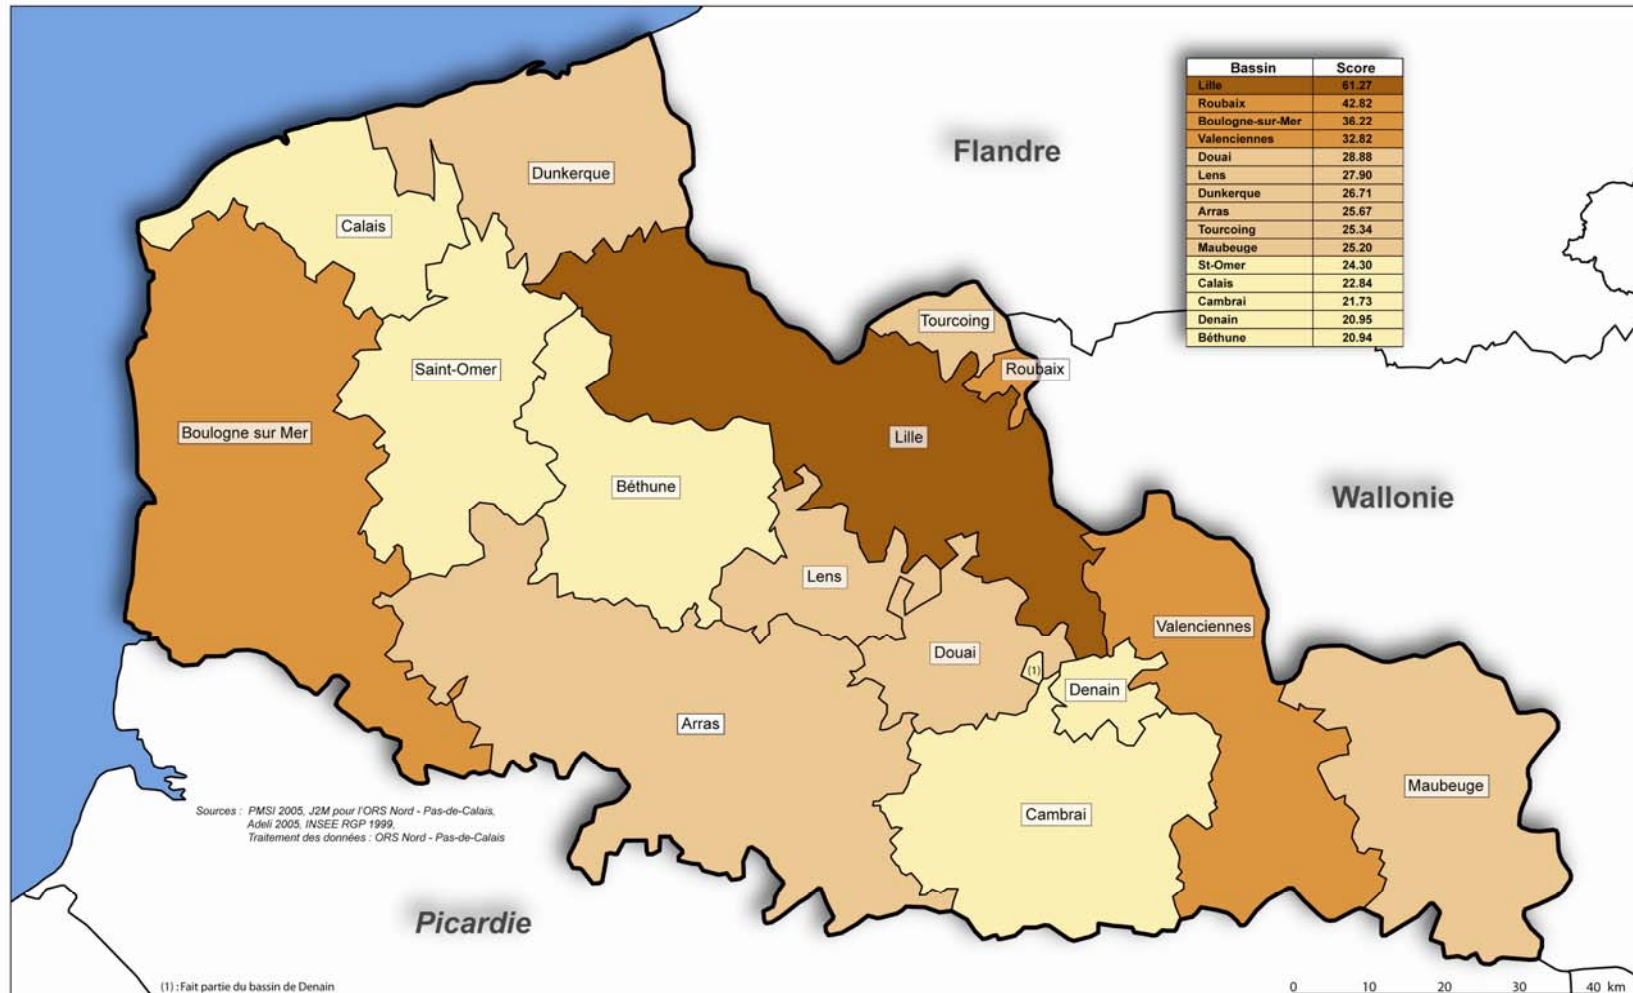 Bassin Score
Lille 61.27
Roubaix 42.82
Boulogne-sur-Mer 36.22
Valenciennes 32.82
Douai 28.88
Lens 27.90
Dunkerque 26.71
Arras 25.67
Tourcoing 25.34
Maubeuge 25.20
St-Omer 24.30
Calais 22.84
Cambrai 21.73
Denain 20.95
Béthune 20.94
Flandre
Dunkerque
Calais
Tourcoing
Saint-Omer
Roubaix
Boulogne sur Mer
Lille
Béthune
Wallonie
Lens
Valenciennes
Douai
(1)
Denain
Arras
Maubeuge
Cambrai
Sources : PMSI 2005, J2M pour l'ORS Nord - Pas-de-Calais,
Adeli 2005, INSEE RGP 1999,
Traitement des données : ORS Nord - Pas-de-Calais
Picardie
(1) : Fait partie du bassin de Denain
0 10 20 30 40 km